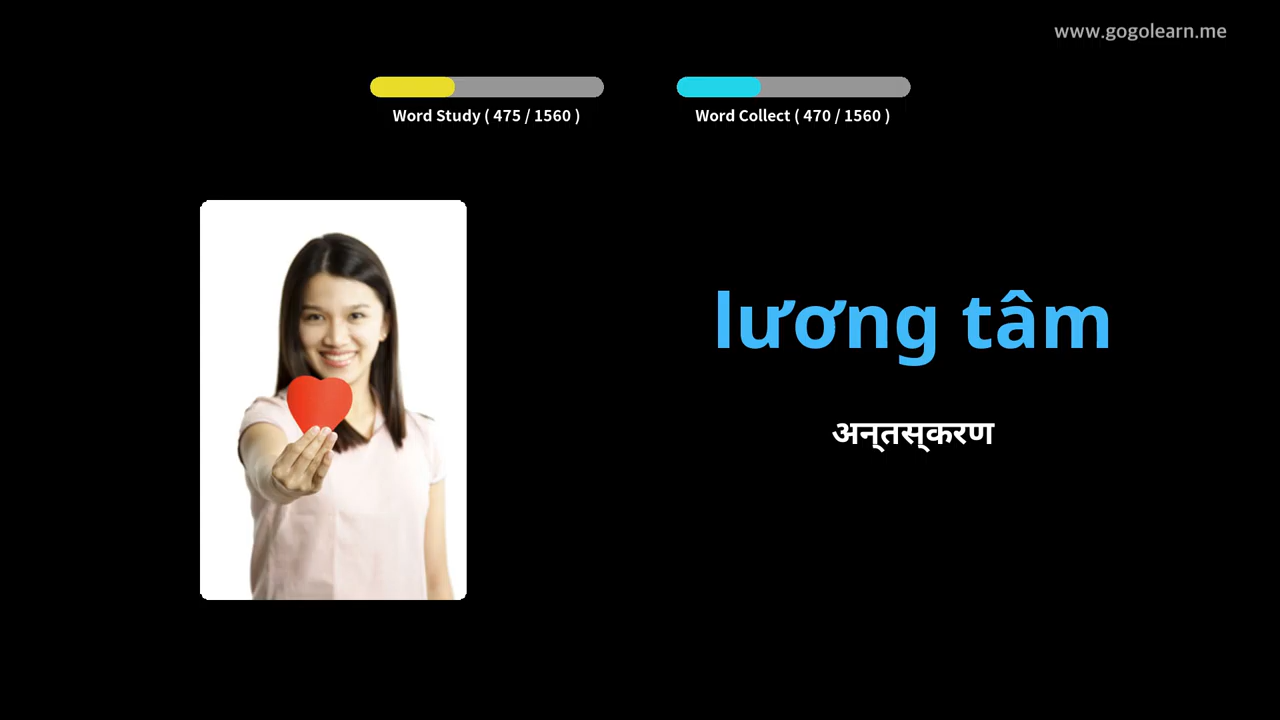 www.gogolearn.me
Word Study ( 475 / 1560 )
Word Collect ( 470 / 1560 )
lương tâm
अन्‌तस्‌करण